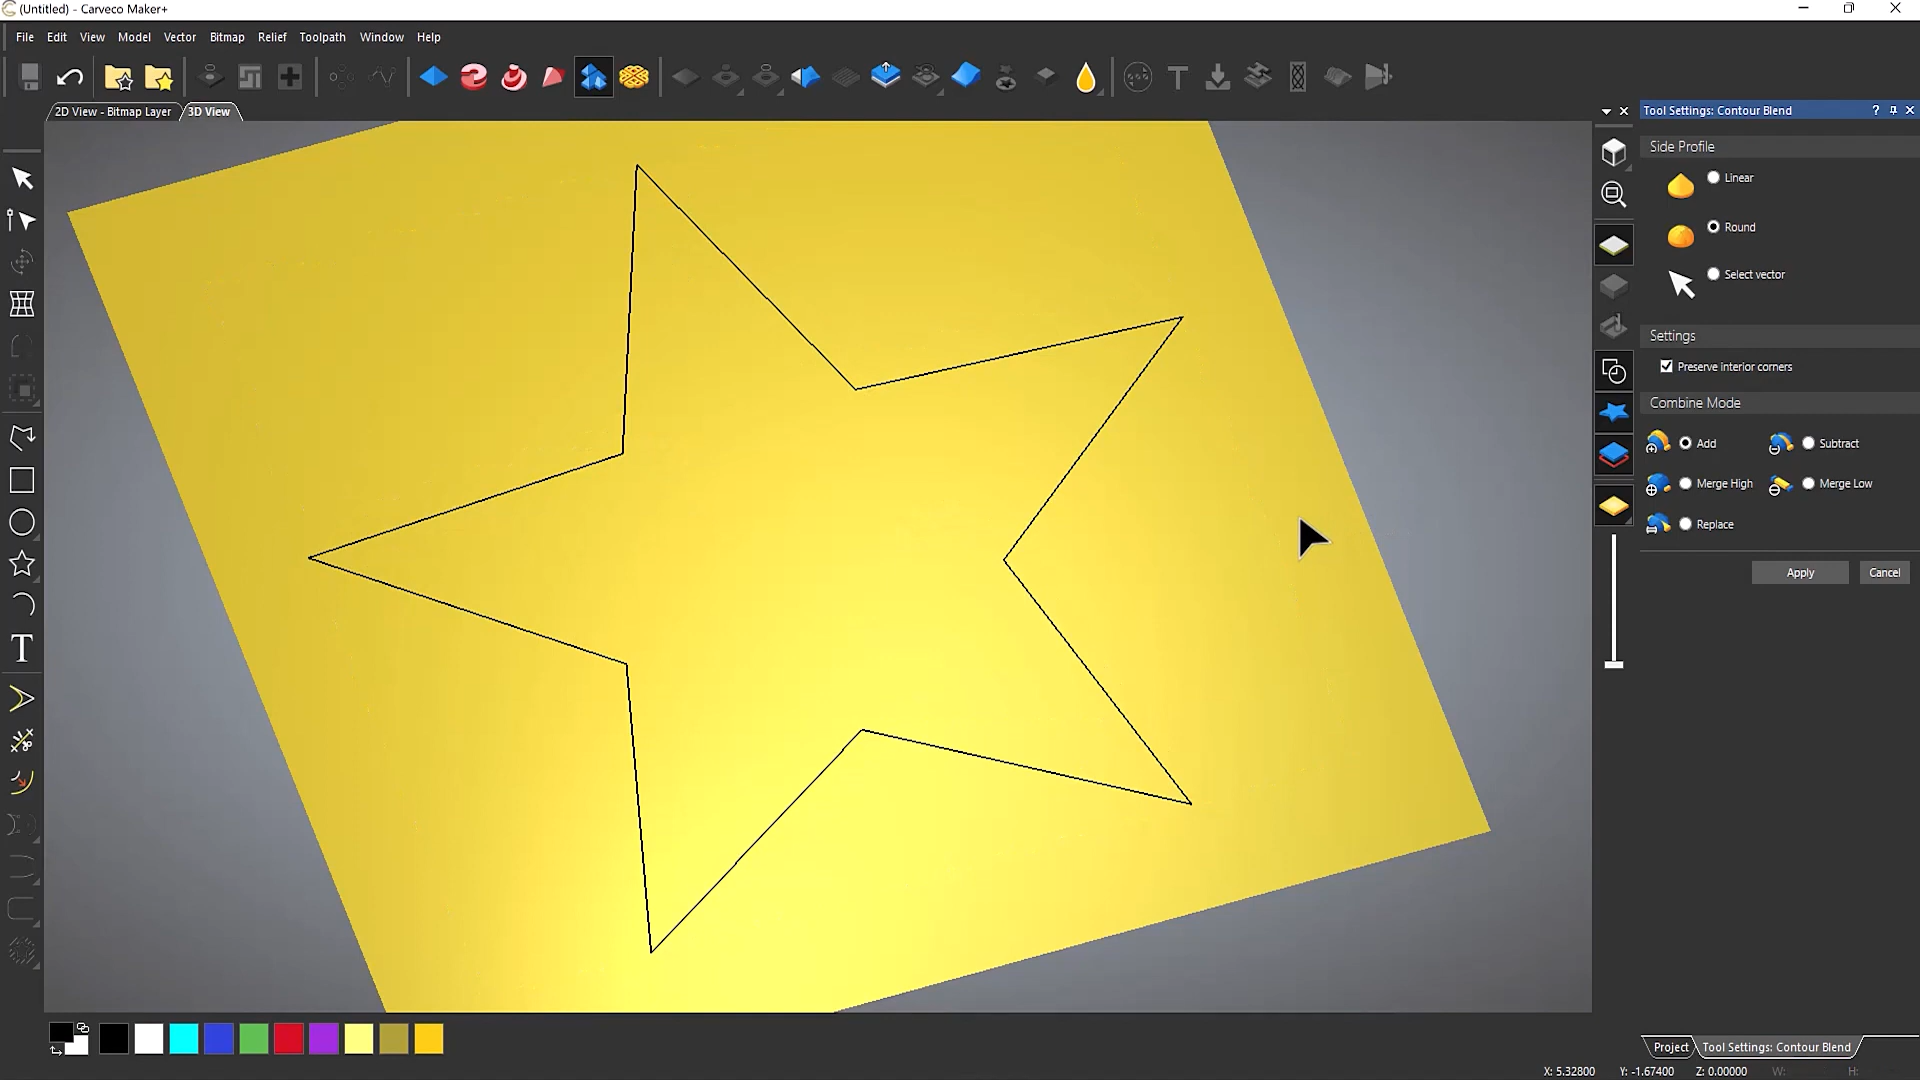 (Untitled) - Carveco Maker+
File Edit View Model Vector Bitmap Relief Toolpath Window Help
2D View - Bitmap Layer 3D View
Tool Settings: Contour Blend
Side Profile
Linear
Round
Select vector
Settings
Preserve interior corners
Combine Mode
Add Subtract
Merge High Merge Low
Replace
Apply Cancel
Project Tool Settings: Contour Blend
X: 5.32800 Y: -1.67400 Z: 0.00000 W: H: